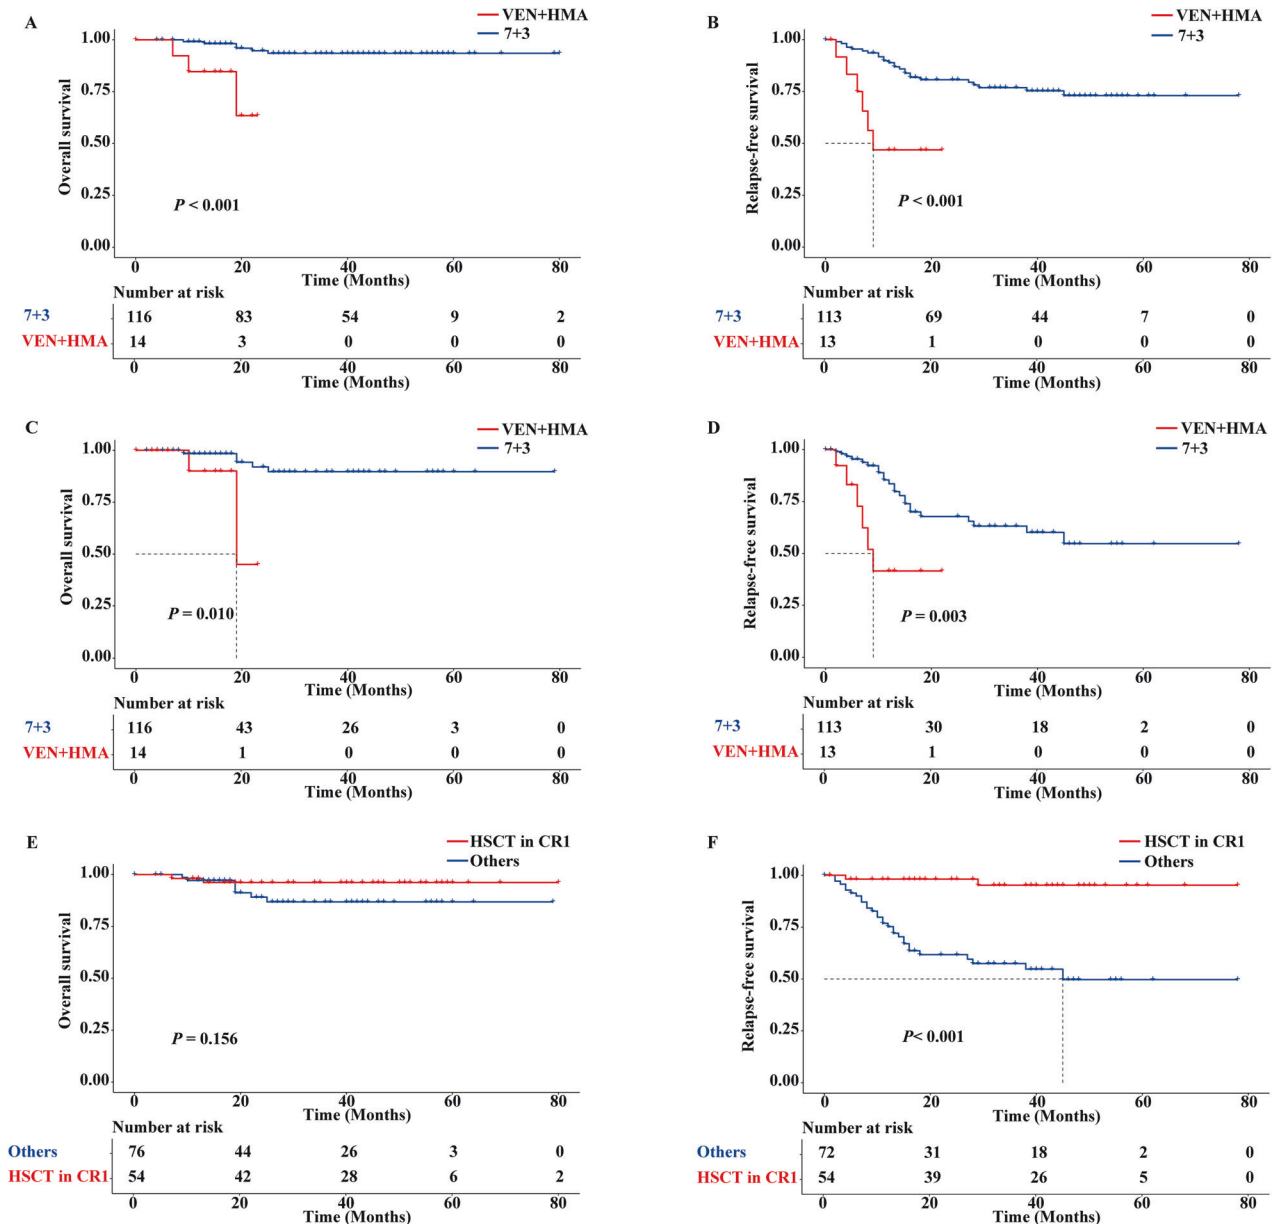 A
VEN+HMA
7+3
1.00
0.75
0.50
0.25
0.00
Overall survival
P < 0.001
0 20 40 60 80
Time (Months)
Number at risk
7+3 116 83 54 9 2
VEN+HMA 14 3 0 0 0
0 20 40 60 80
Time (Months)
B
VEN+HMA
7+3
1.00
0.75
0.50
0.25
0.00
Relapse-free survival
P < 0.001
0 20 40 60 80
Time (Months)
Number at risk
7+3 113 69 44 7 0
VEN+HMA 13 1 0 0 0
0 20 40 60 80
Time (Months)
C
VEN+HMA
7+3
1.00
0.75
0.50
0.25
0.00
Overall survival
P = 0.010
0 20 40 60 80
Time (Months)
Number at risk
7+3 116 43 26 3 0
VEN+HMA 14 1 0 0 0
0 20 40 60 80
Time (Months)
D
VEN+HMA
7+3
1.00
0.75
0.50
0.25
0.00
Relapse-free survival
P = 0.003
0 20 40 60 80
Time (Months)
Number at risk
7+3 113 30 18 2 0
VEN+HMA 13 1 0 0 0
0 20 40 60 80
Time (Months)
E
HSCT in CR1
Others
1.00
0.75
0.50
0.25
0.00
Overall survival
P = 0.156
0 20 40 60 80
Time (Months)
Number at risk
Others 76 44 26 3 0
HSCT in CR1 54 42 28 6 2
0 20 40 60 80
Time (Months)
F
HSCT in CR1
Others
1.00
0.75
0.50
0.25
0.00
Relapse-free survival
P< 0.001
0 20 40 60 80
Time (Months)
Number at risk
Others 72 31 18 2 0
HSCT in CR1 54 39 26 5 0
0 20 40 60 80
Time (Months)